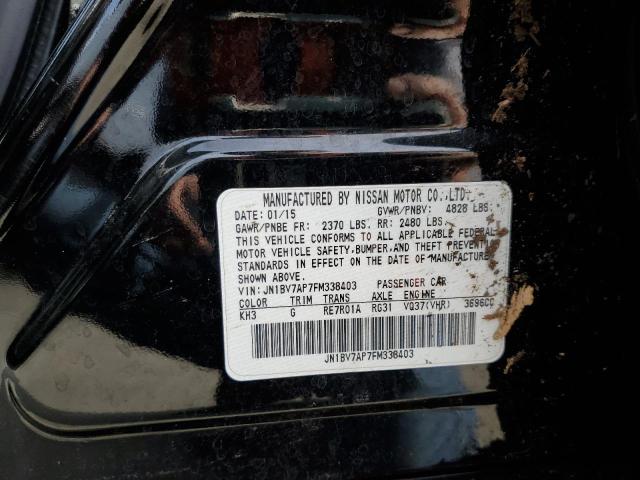 MANUFACTURED BY NISSAN MOTOR CO.,LTD.
DATE: 01/15 GVWR/PNBV: 4828 LBS.
GAWR/PNBE FR: 2370 LBS. RR: 2480 LBS.
THIS VEHICLE CONFORMS TO ALL APPLICABLE FEDERAL
MOTOR VEHICLE SAFETY, BUMPER, AND THEFT PREVENTION
STANDARDS IN EFFECT ON THE DATE OF MANUFACTURE
SHOWN ABOVE.
VIN: JN1BV7AP7FM338403 PASSENGER CAR
COLOR TRIM TRANS AXLE ENGINE
KH3 G RE7R01A RG31 VQ37(VHR) 3696CC
JN1BV7AP7FM338403